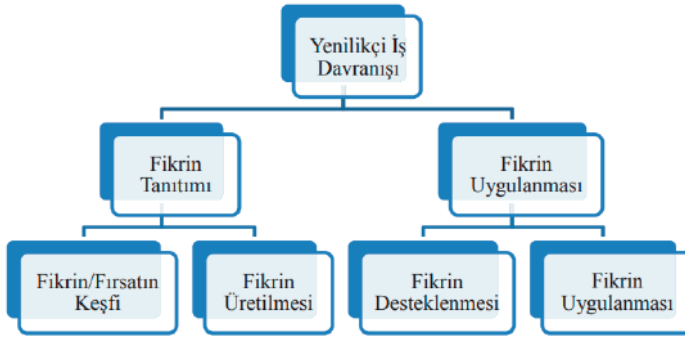 Yenilikçi İş
Davranışı
Fikrin
Tanıtımı
Fikrin
Uygulanması
Fikrin/Fırsatın
Keşfi
Fikrin
Üretilmesi
Fikrin
Desteklenmesi
Fikrin
Uygulanması